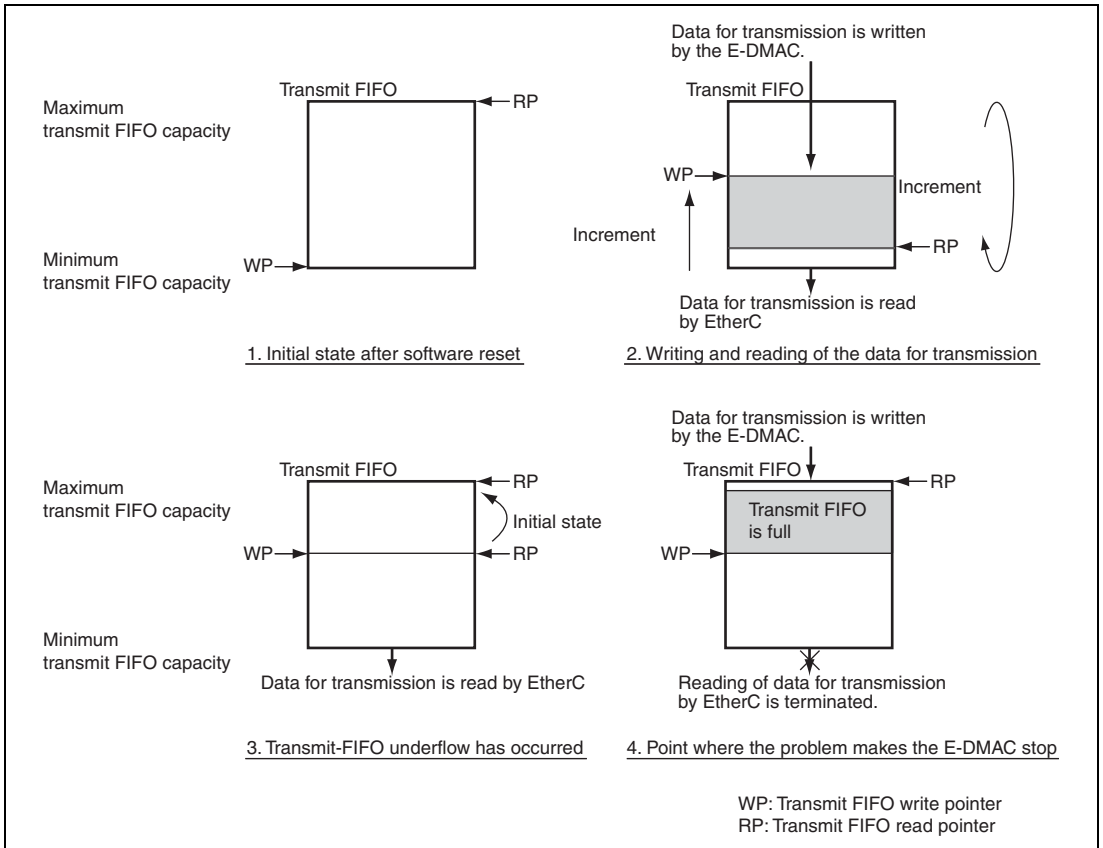 Data for transmission is written
by the E-DMAC.
Transmit FIFO
RP
Maximum
transmit FIFO capacity
Minimum
transmit FIFO capacity
WP
1. Initial state after software reset
Transmit FIFO
WP
Increment
Increment
RP
Data for transmission is read
by EtherC
2. Writing and reading of the data for transmission
Maximum
transmit FIFO capacity
Transmit FIFO
RP
Initial state
WP
RP
Minimum
transmit FIFO capacity
Data for transmission is read by EtherC
3. Transmit-FIFO underflow has occurred
Data for transmission is written
by the E-DMAC.
Transmit FIFO
RP
Transmit FIFO
is full
WP
Reading of data for transmission
by EtherC is terminated.
4. Point where the problem makes the E-DMAC stop
WP: Transmit FIFO write pointer
RP: Transmit FIFO read pointer